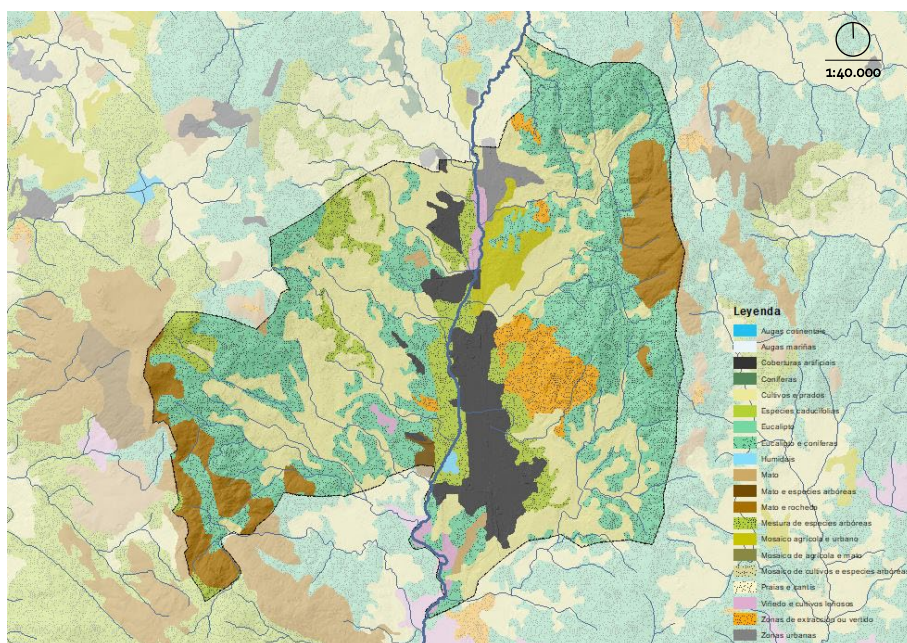 1:40.000
Leyenda
Augas continentais
Augas mariñas
Coberturas artificiais
Coníferas
Cultivos e prados
Especies caducifolias
Eucalipto
Eucalipto e coníferas
Humidais
Mato
Mato e especies arbóreas
Mato e rochedo
Mestura de especies arbóreas
Mosaico agrícola e urbano
Mosaico de agrícola e mato
Mosaico de cultivos e especies arbóreas
Praias e cantís
Viñedo e cultivos leñosos
Zonas de extracción ou vertido
Zonas urbanas